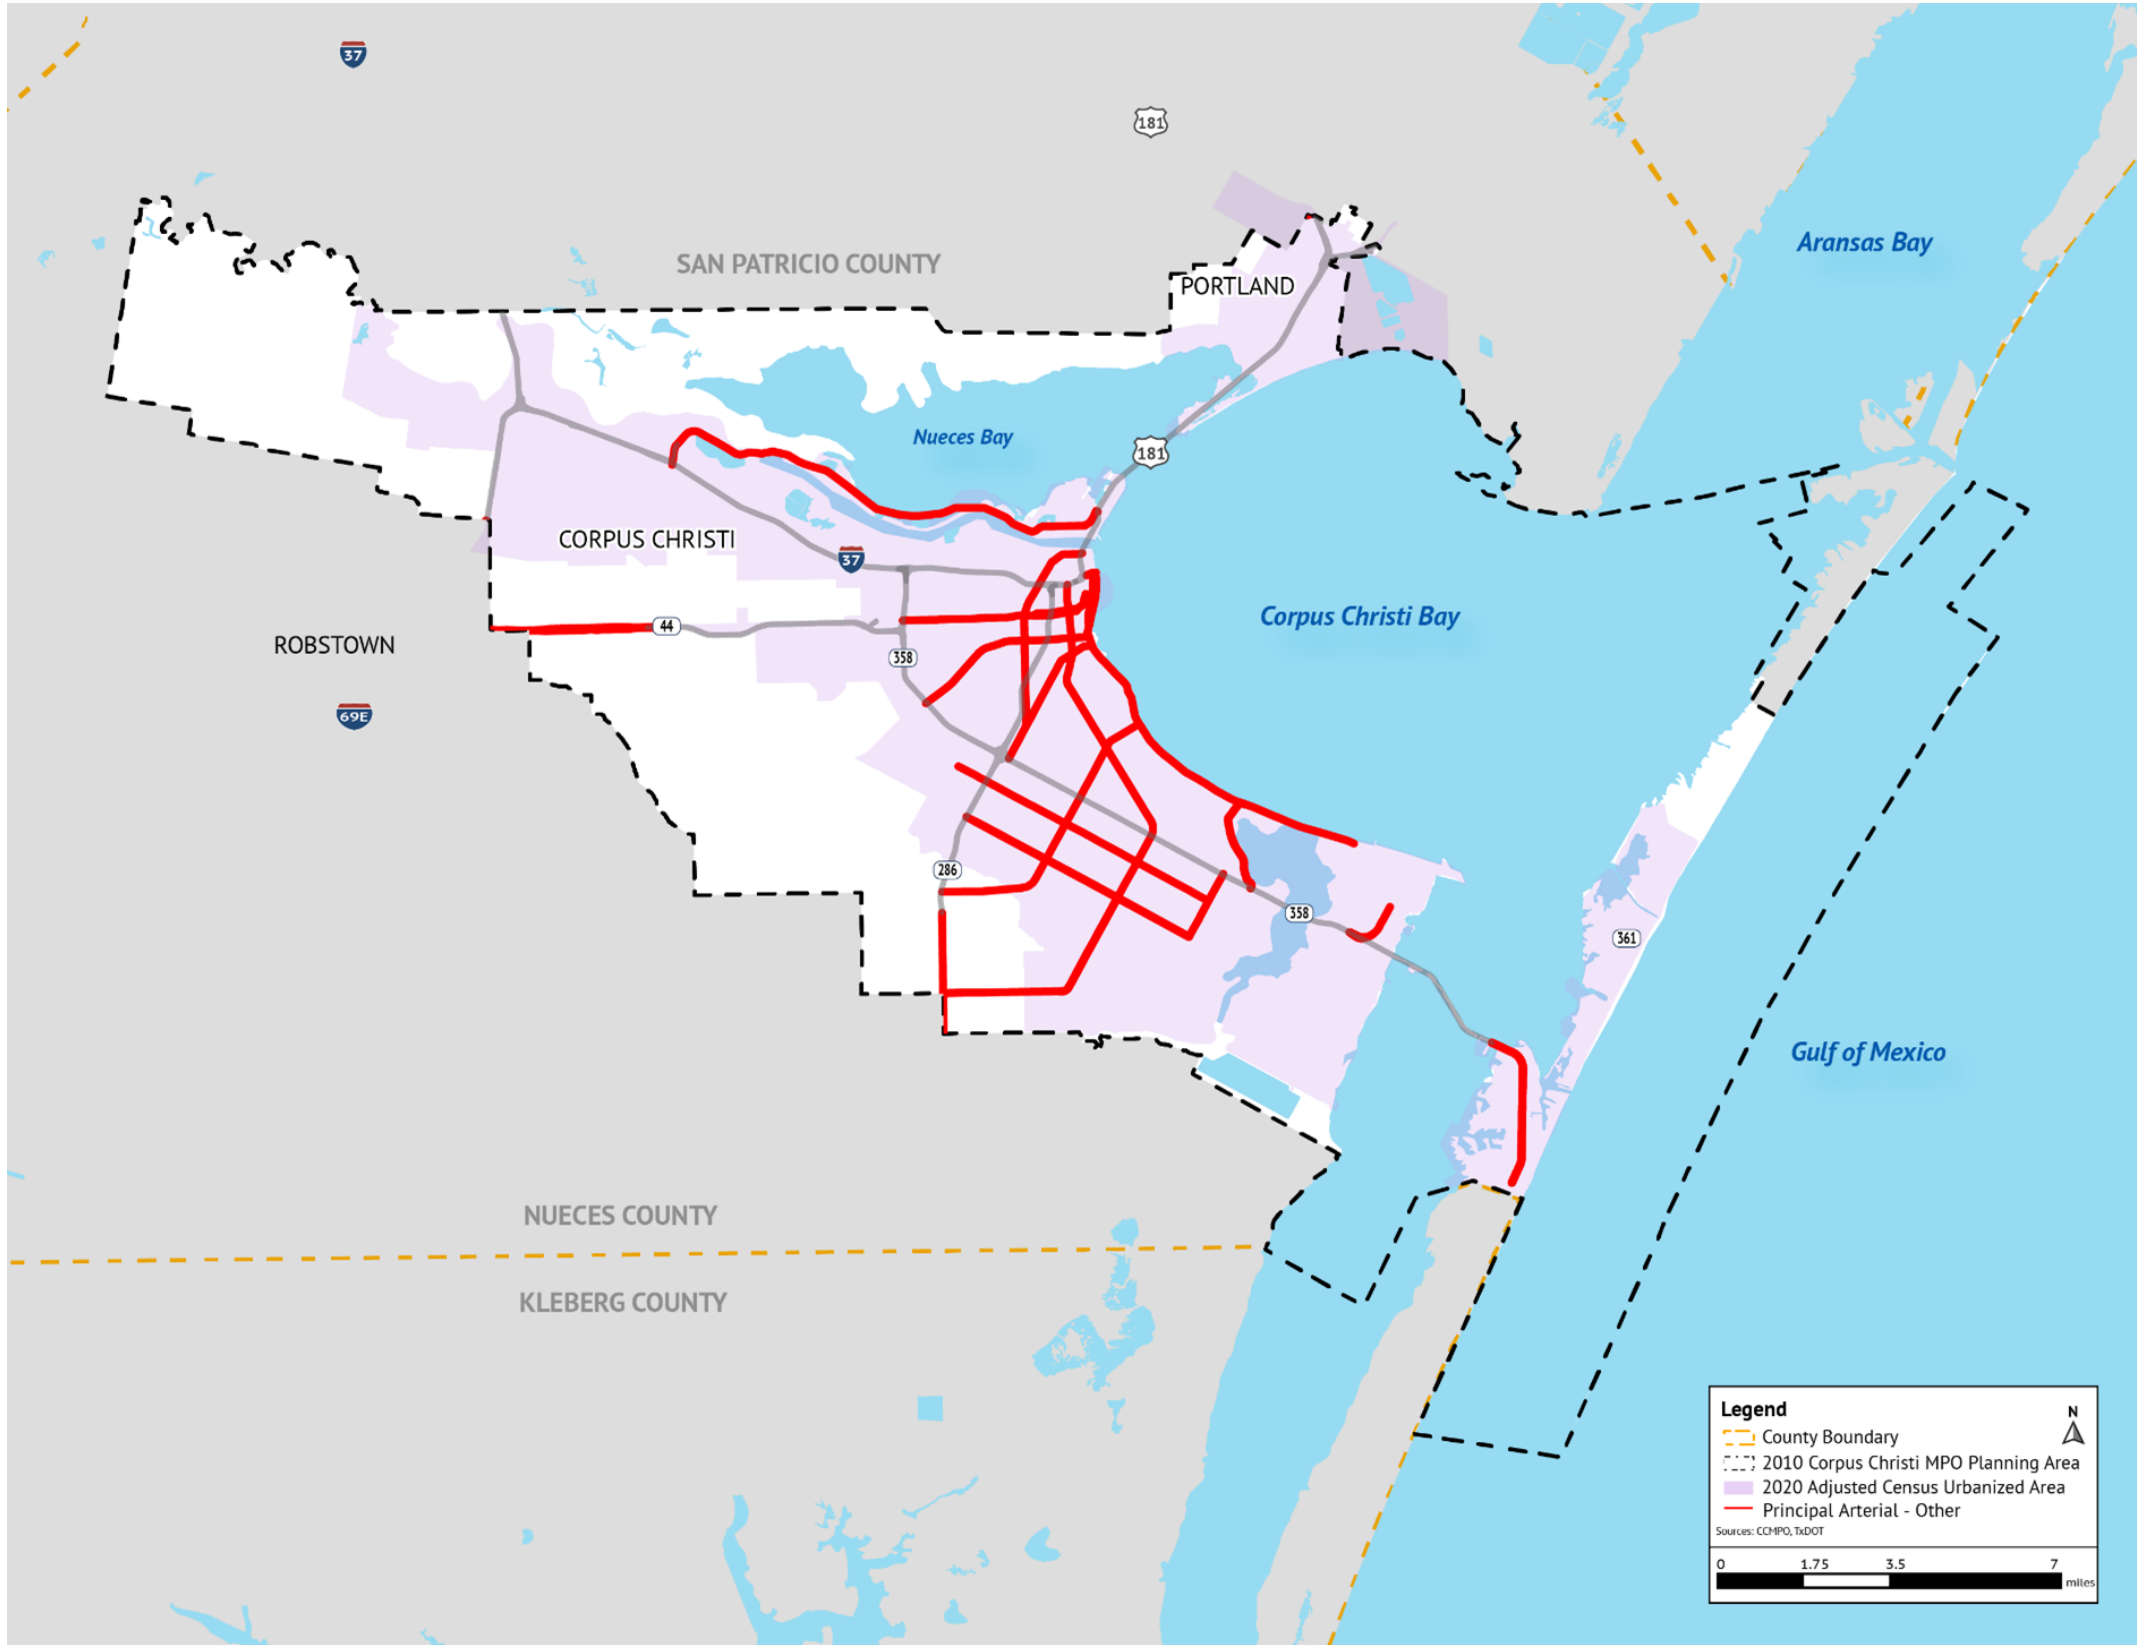 37
181
Aransas Bay
SAN PATRICIO COUNTY
PORTLAND
Nueces Bay
181
CORPUS CHRISTI
37
Corpus Christi Bay
44
ROBSTOWN
358
69E
286
358
361
Gulf of Mexico
NUECES COUNTY
KLEBERG COUNTY
Legend
N
County Boundary
2010 Corpus Christi MPO Planning Area
2020 Adjusted Census Urbanized Area
Principal Arterial - Other
Sources: CCMPO, TxDOT
0 1.75 3.5 7
miles